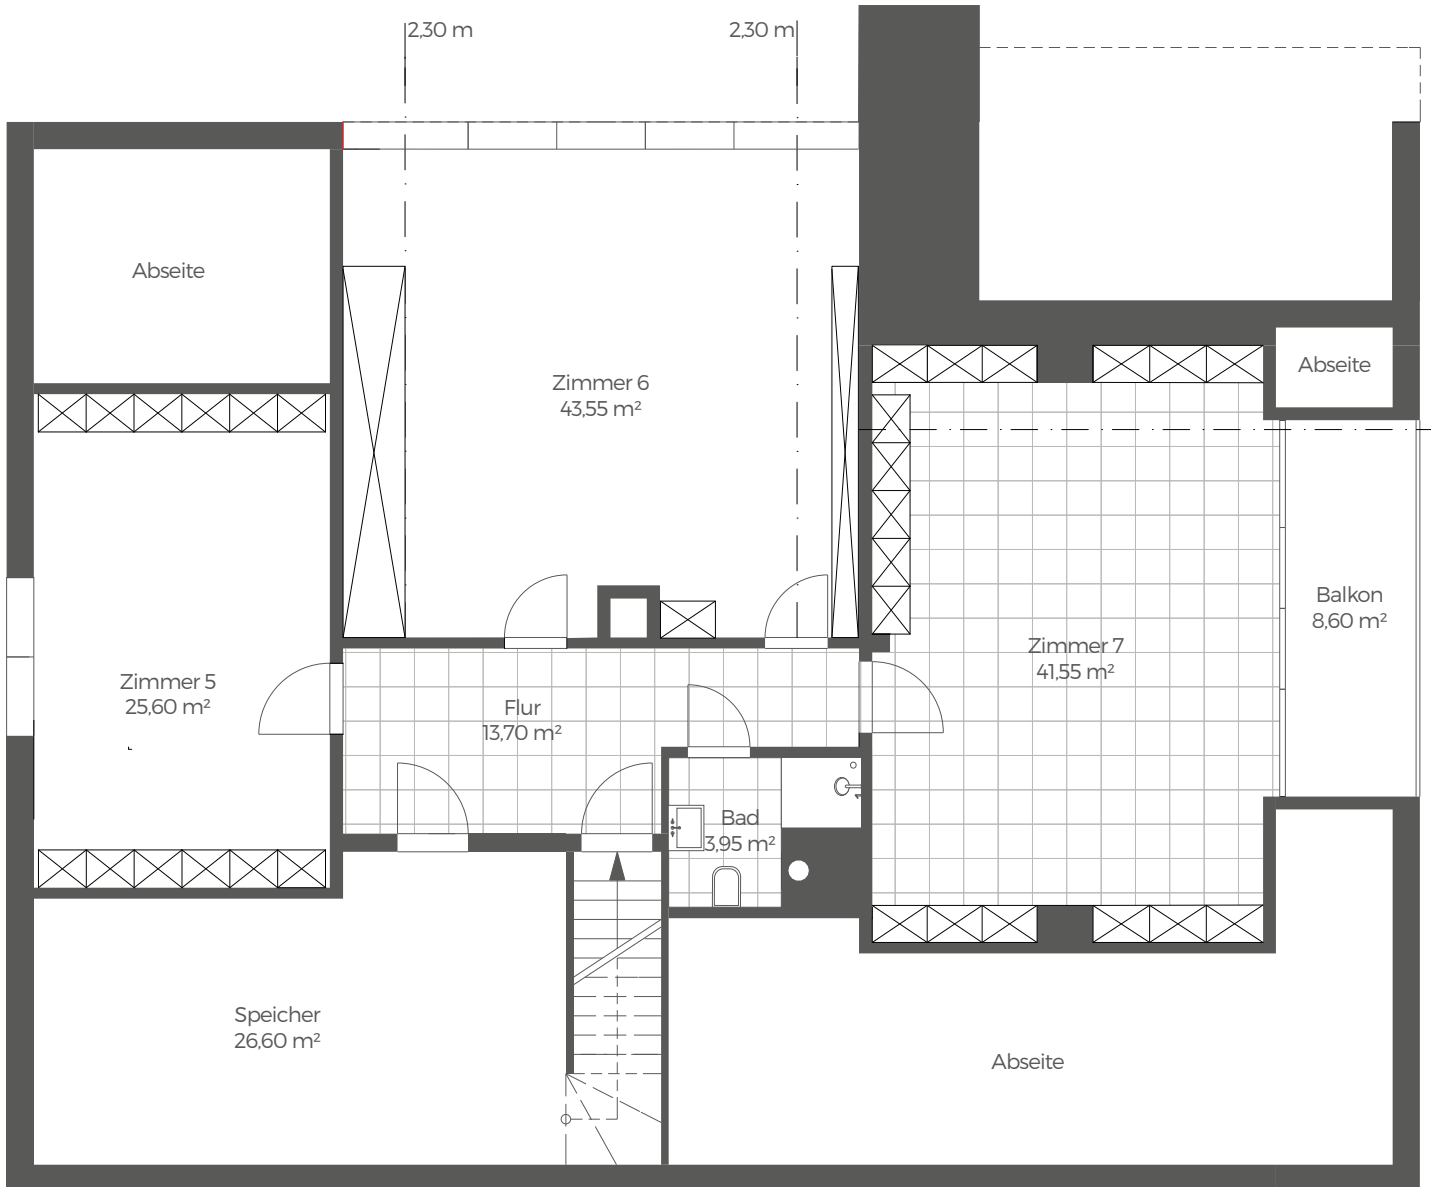 2,30 m
2,30 m
Abseite
Abseite
Zimmer 6
43,55 m²
Balkon
8,60 m²
Zimmer 7
41,55 m²
Zimmer 5
25,60 m²
Flur
13,70 m²
Bad
3,95 m²
Speicher
26,60 m²
Abseite